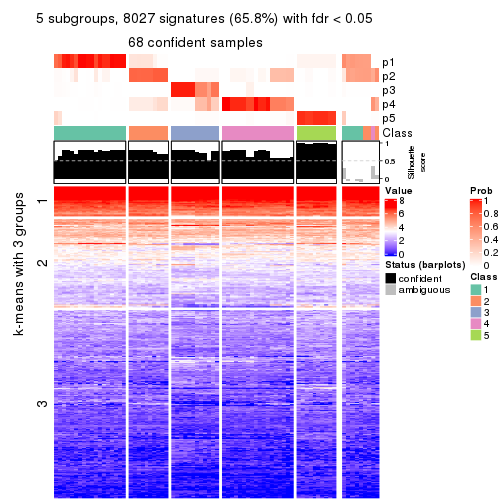 5 subgroups, 8027 signatures (65.8%) with fdr < 0.05
68 confident samples
p1
p2
p3
p4
p5
Class
1
0.5
0
Silhouette
score
k-means with 3 groups
1
2
3
Value
8
6
4
2
0
Status (barplots)
confident
ambiguous
Prob
1
0.8
0.6
0.4
0.2
0
Class
1
2
3
4
5